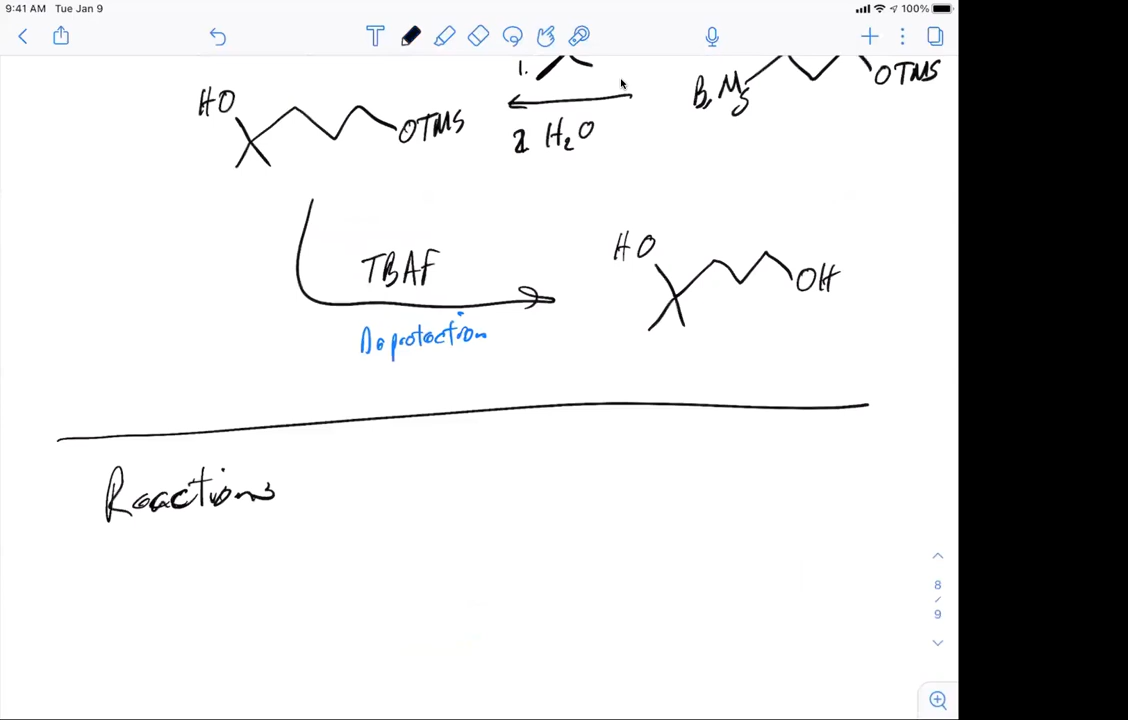 9:41 AM Tue Jan 9
100%
T
1.
HO
OTMS
2 H₂O
BrMg
OTMS
TBAF
Deprotection
HO
OH
Reactions
8
/
9